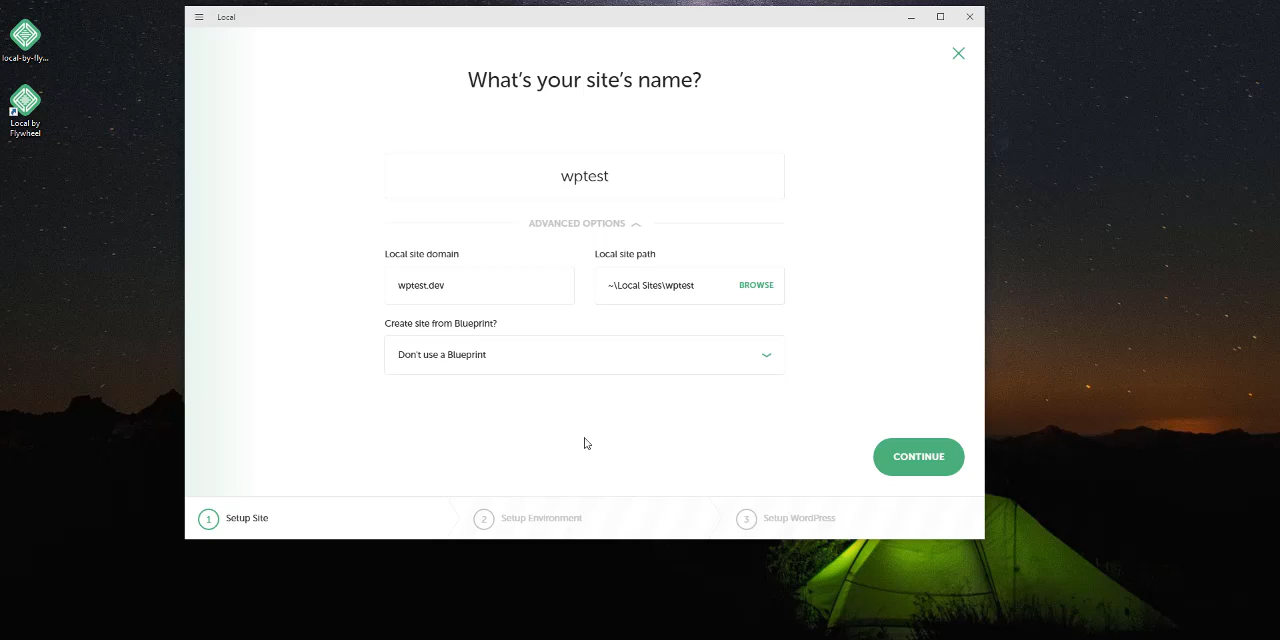 Local
local-by-fly...
Local by
Flywheel
What's your site's name?
wptest
ADVANCED OPTIONS
Local site domain
Local site path
wptest.dev
~\Local Sites\wptest
BROWSE
Create site from Blueprint?
Don't use a Blueprint
CONTINUE
1 Setup Site
2 Setup Environment
3 Setup WordPress